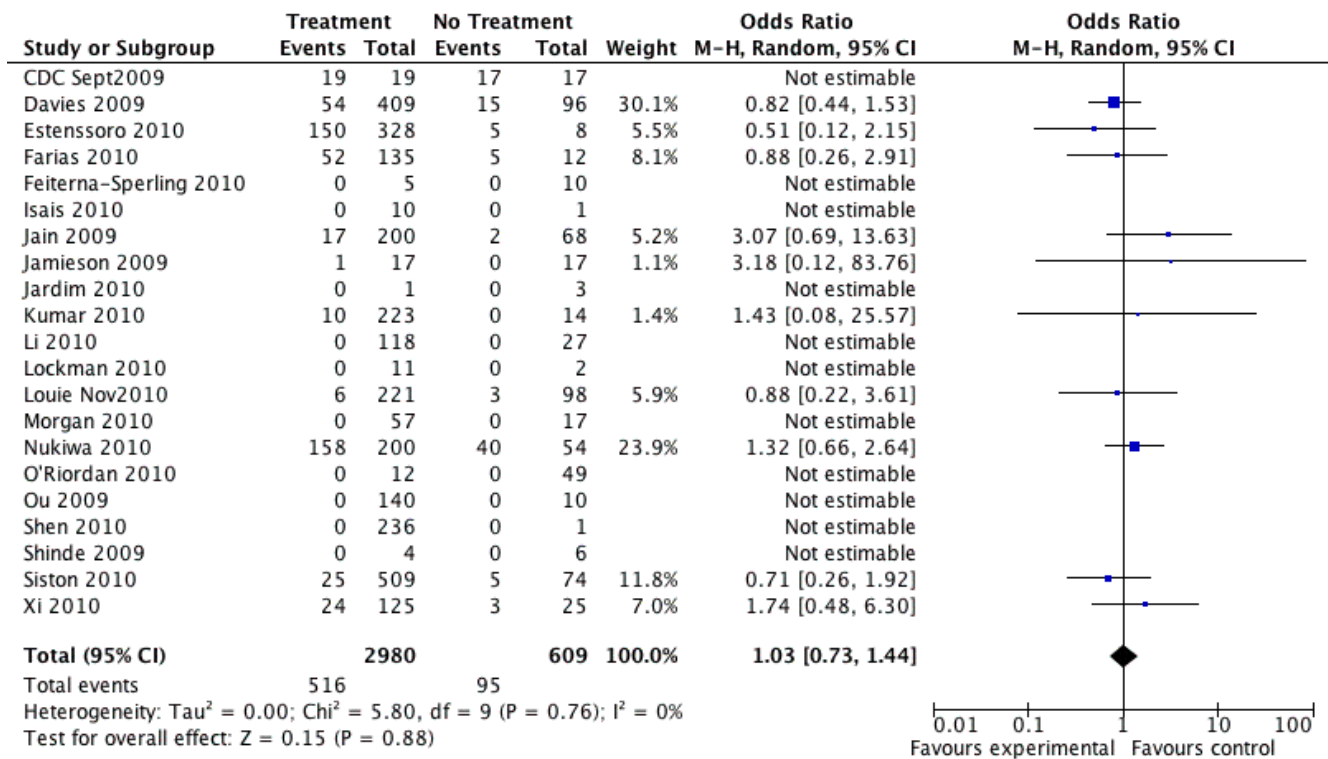 Treatment No Treatment Odds Ratio Odds Ratio
Study or Subgroup Events Total Events Total Weight M-H, Random, 95% CI M-H, Random, 95% CI
CDC Sept2009 19 19 17 17 Not estimable
Davies 2009 54 409 15 96 30.1% 0.82 [0.44, 1.53]
Estenssoro 2010 150 328 5 8 5.5% 0.51 [0.12, 2.15]
Farias 2010 52 135 5 12 8.1% 0.88 [0.26, 2.91]
Feiterna-Sperling 2010 0 5 0 10 Not estimable
Isais 2010 0 10 0 1 Not estimable
Jain 2009 17 200 2 68 5.2% 3.07 [0.69, 13.63]
Jamieson 2009 1 17 0 17 1.1% 3.18 [0.12, 83.76]
Jardim 2010 0 1 0 3 Not estimable
Kumar 2010 10 223 0 14 1.4% 1.43 [0.08, 25.57]
Li 2010 0 118 0 27 Not estimable
Lockman 2010 0 11 0 2 Not estimable
Louie Nov2010 6 221 3 98 5.9% 0.88 [0.22, 3.61]
Morgan 2010 0 57 0 17 Not estimable
Nukiwa 2010 158 200 40 54 23.9% 1.32 [0.66, 2.64]
O'Riordan 2010 0 12 0 49 Not estimable
Ou 2009 0 140 0 10 Not estimable
Shen 2010 0 236 0 1 Not estimable
Shinde 2009 0 4 0 6 Not estimable
Siston 2010 25 509 5 74 11.8% 0.71 [0.26, 1.92]
Xi 2010 24 125 3 25 7.0% 1.74 [0.48, 6.30]
Total (95% CI) 2980 609 100.0% 1.03 [0.73, 1.44]
Total events 516 95
Heterogeneity: Tau² = 0.00; Chi² = 5.80, df = 9 (P = 0.76); I² = 0%
Test for overall effect: Z = 0.15 (P = 0.88)
0.01 0.1 1 10 100
Favours experimental Favours control